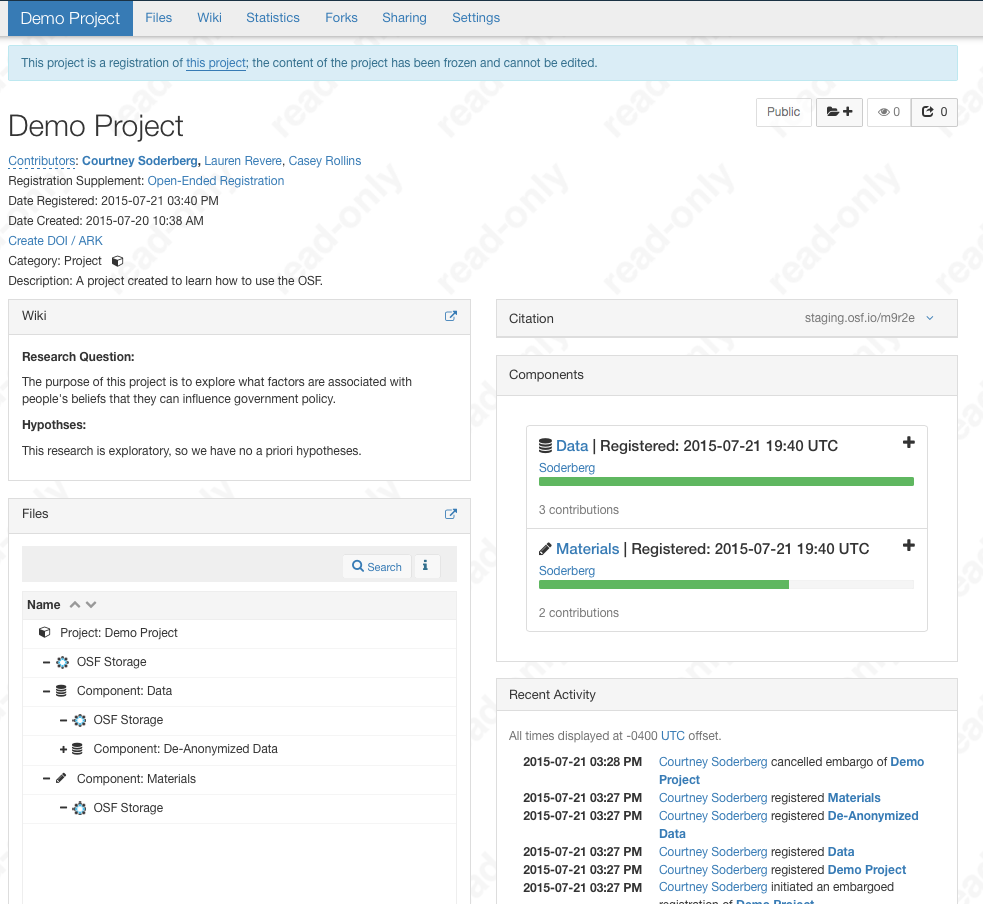 Demo Project Files Wiki Statistics Forks Sharing Settings
This project is a registration of this project; the content of the project has been frozen and cannot be edited.
Public 0 0
Demo Project
Contributors: Courtney Soderberg, Lauren Revere, Casey Rollins
Registration Supplement: Open-Ended Registration
Date Registered: 2015-07-21 03:40 PM
Date Created: 2015-07-20 10:38 AM
Create DOI / ARK
Category: Project
Description: A project created to learn how to use the OSF.
Wiki
Research Question:
The purpose of this project is to explore what factors are associated with
people's beliefs that they can influence government policy.
Hypothses:
This research is exploratory, so we have no a priori hypotheses.
Files
Search i
Name
Project: Demo Project
OSF Storage
Component: Data
OSF Storage
Component: De-Anonymized Data
Component: Materials
OSF Storage
Citation staging.osf.io/m9r2e
Components
Data | Registered: 2015-07-21 19:40 UTC
Soderberg
3 contributions
Materials | Registered: 2015-07-21 19:40 UTC
Soderberg
2 contributions
Recent Activity
All times displayed at -0400 UTC offset.
2015-07-21 03:28 PM Courtney Soderberg cancelled embargo of Demo
Project
2015-07-21 03:27 PM Courtney Soderberg registered Materials
2015-07-21 03:27 PM Courtney Soderberg registered De-Anonymized
Data
2015-07-21 03:27 PM Courtney Soderberg registered Data
2015-07-21 03:27 PM Courtney Soderberg registered Demo Project
2015-07-21 03:27 PM Courtney Soderberg initiated an embargoed
registration of Demo Project
read-only
read-only
read-only
read-only